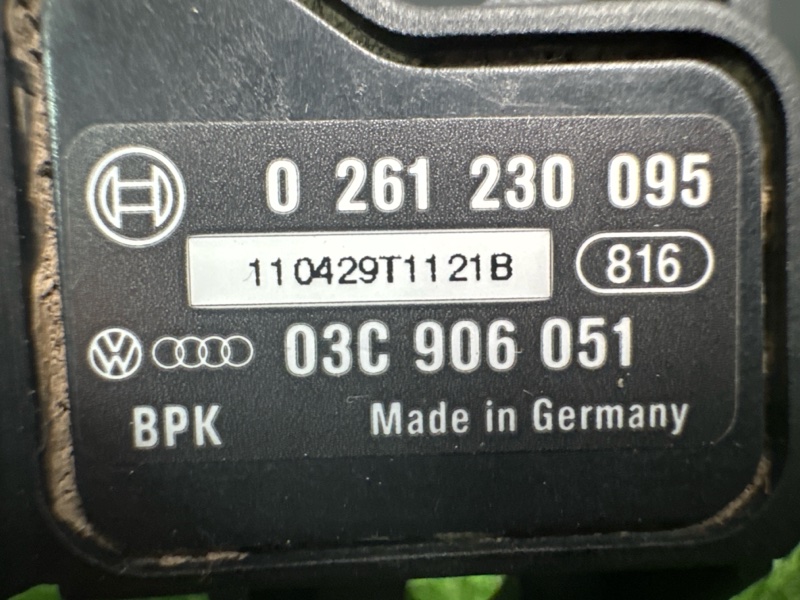 0 261 230 095
110429T1121B 816
03C 906 051
BPK Made in Germany